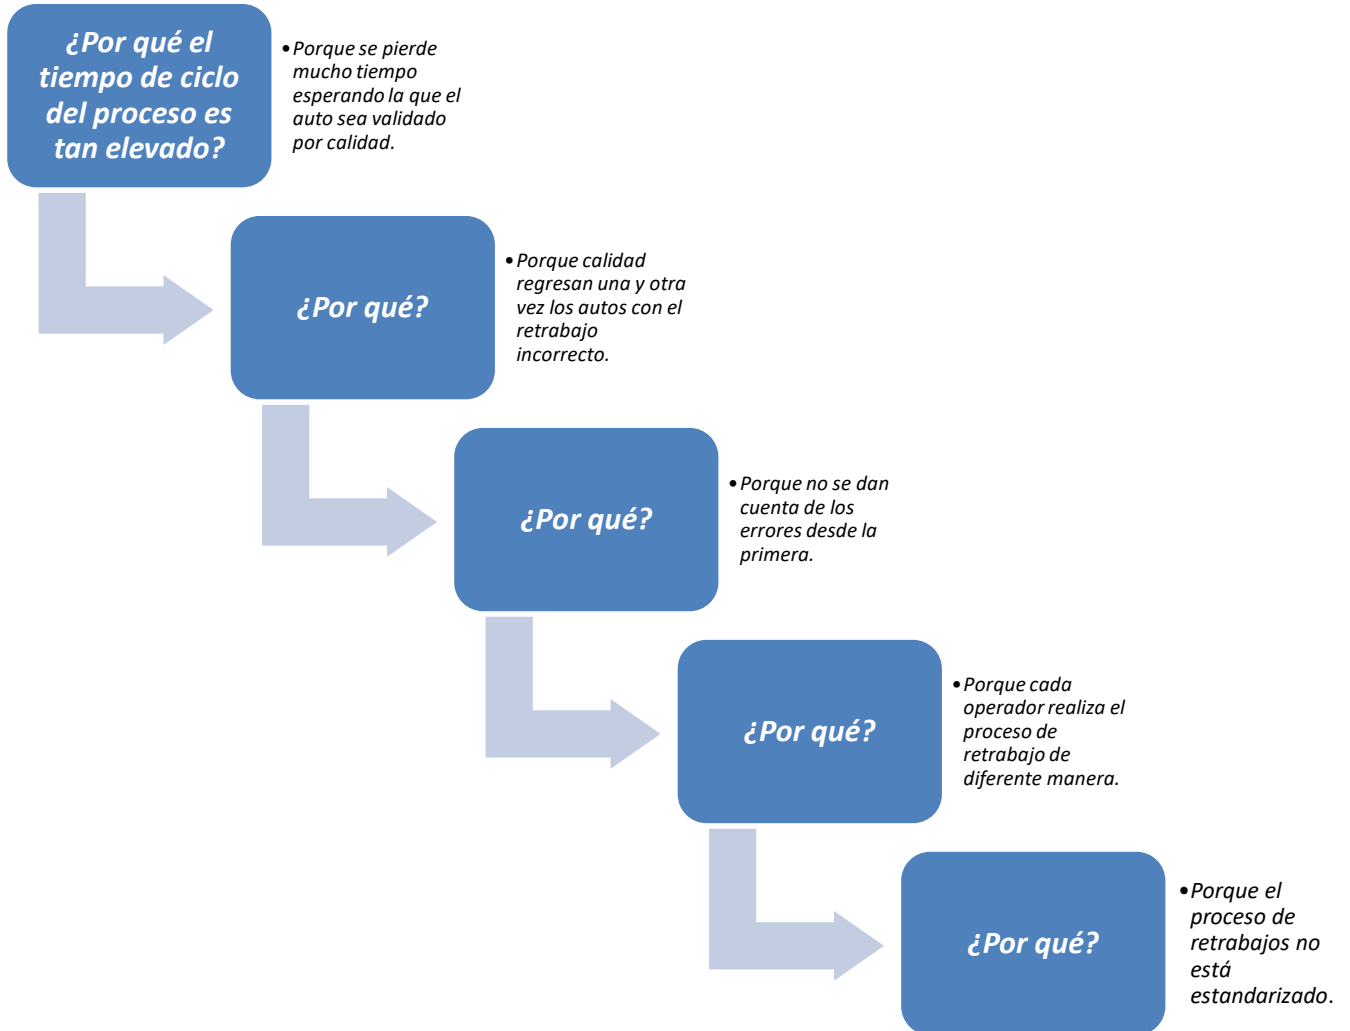 ¿Por qué el
tiempo de ciclo
del proceso es
tan elevado?
•Porque se pierde
mucho tiempo
esperando la que el
auto sea validado
por calidad.
¿Por qué?
•Porque calidad
regresan una y otra
vez los autos con el
retrabajo
incorrecto.
¿Por qué?
•Porque no se dan
cuenta de los
errores desde la
primera.
¿Por qué?
•Porque cada
operador realiza el
proceso de
retrabajo de
diferente manera.
¿Por qué?
•Porque el
proceso de
retrabajos no
está
estandarizado.